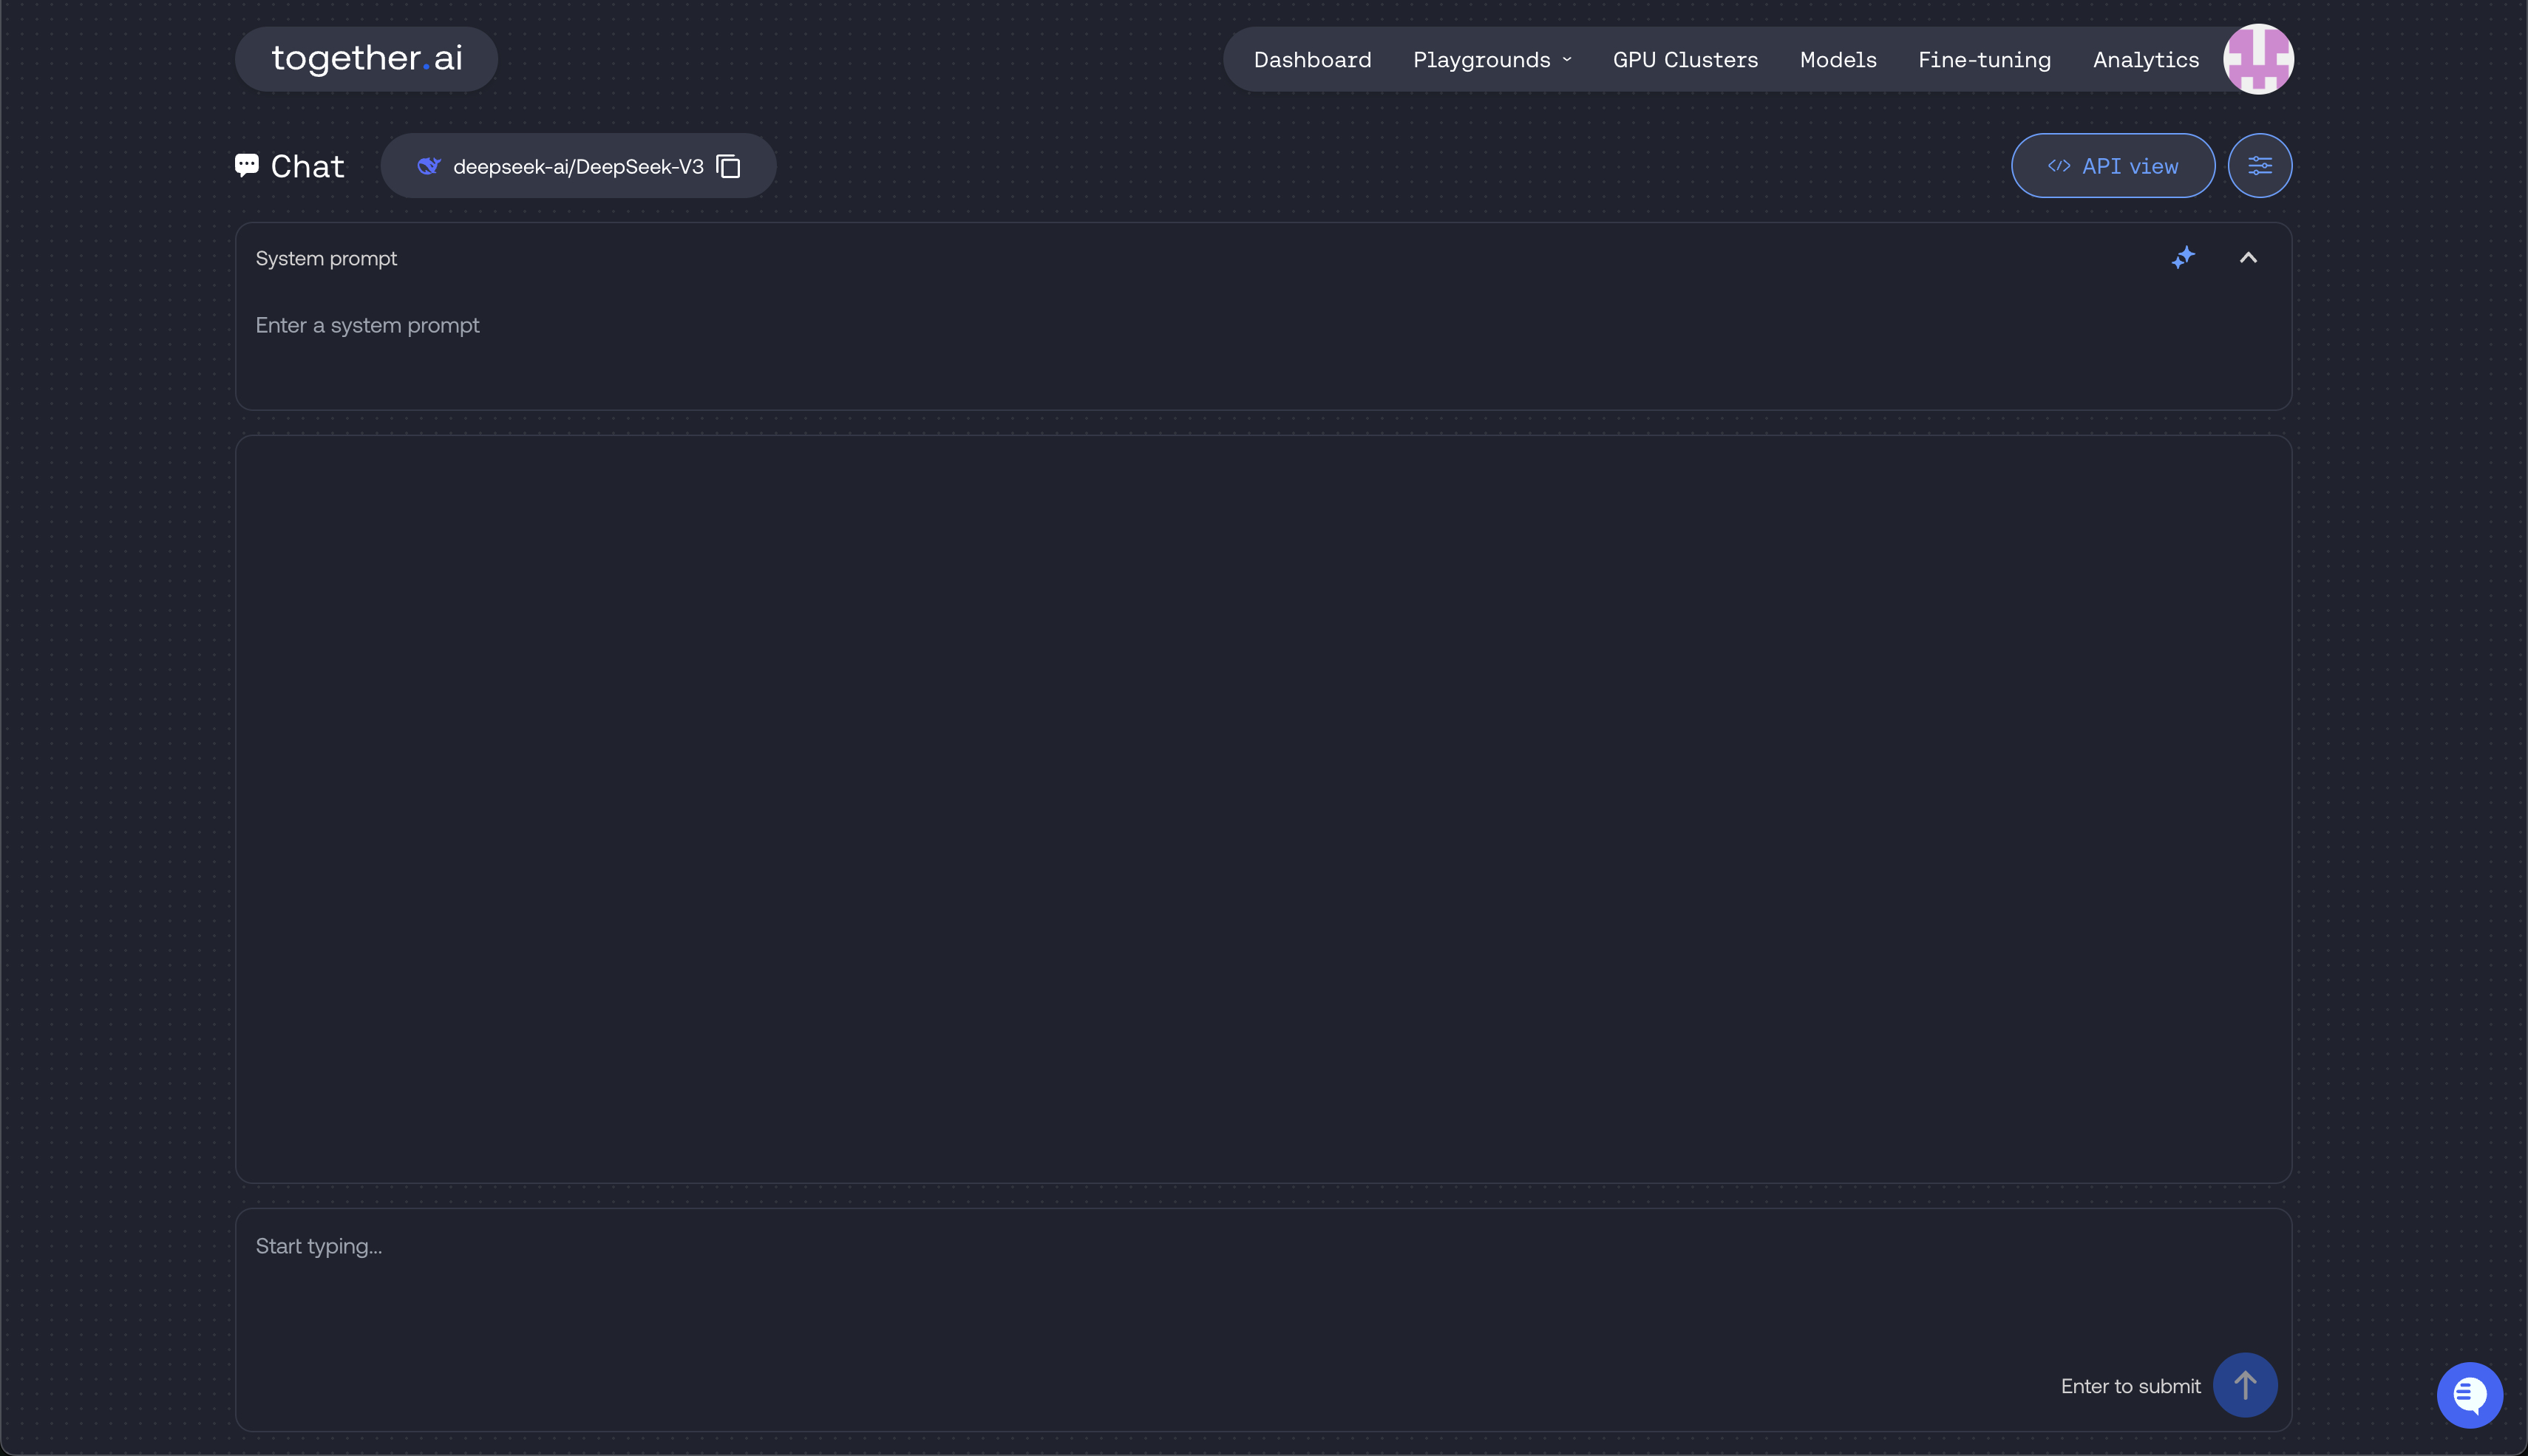 together.ai
Dashboard Playgrounds GPU Clusters Models Fine-tuning Analytics
Chat
deepseek-ai/DeepSeek-V3
API view
System prompt
Enter a system prompt
Start typing...
Enter to submit